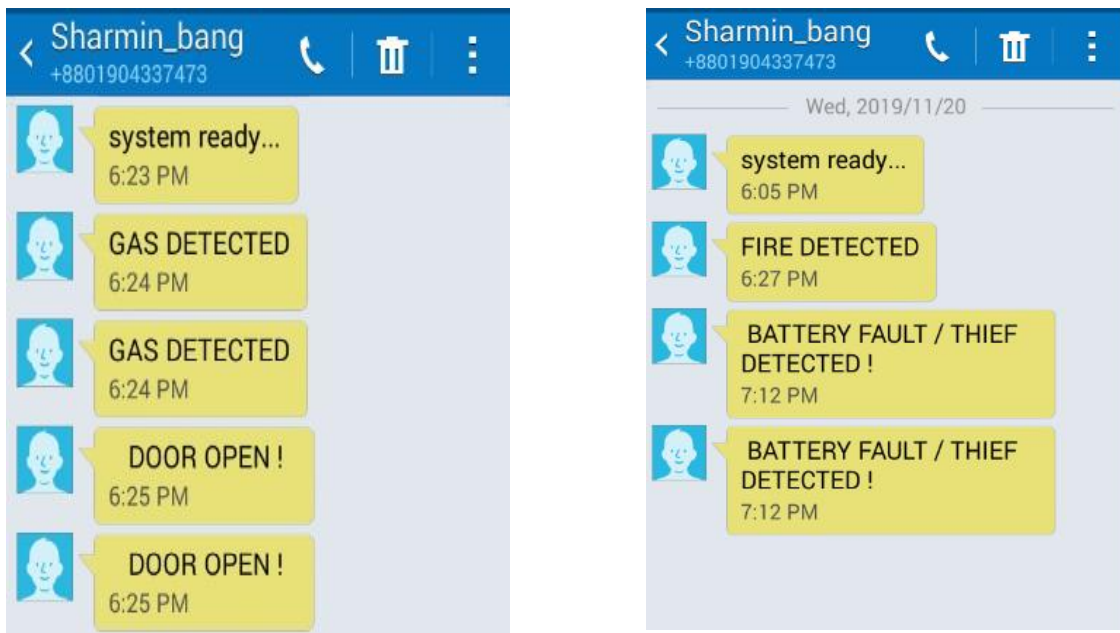 Sharmin_bang
+8801904337473
system ready...
6:23 PM
GAS DETECTED
6:24 PM
GAS DETECTED
6:24 PM
DOOR OPEN !
6:25 PM
DOOR OPEN !
6:25 PM
Sharmin_bang
+8801904337473
Wed, 2019/11/20
system ready...
6:05 PM
FIRE DETECTED
6:27 PM
BATTERY FAULT / THIEF
DETECTED !
7:12 PM
BATTERY FAULT / THIEF
DETECTED !
7:12 PM